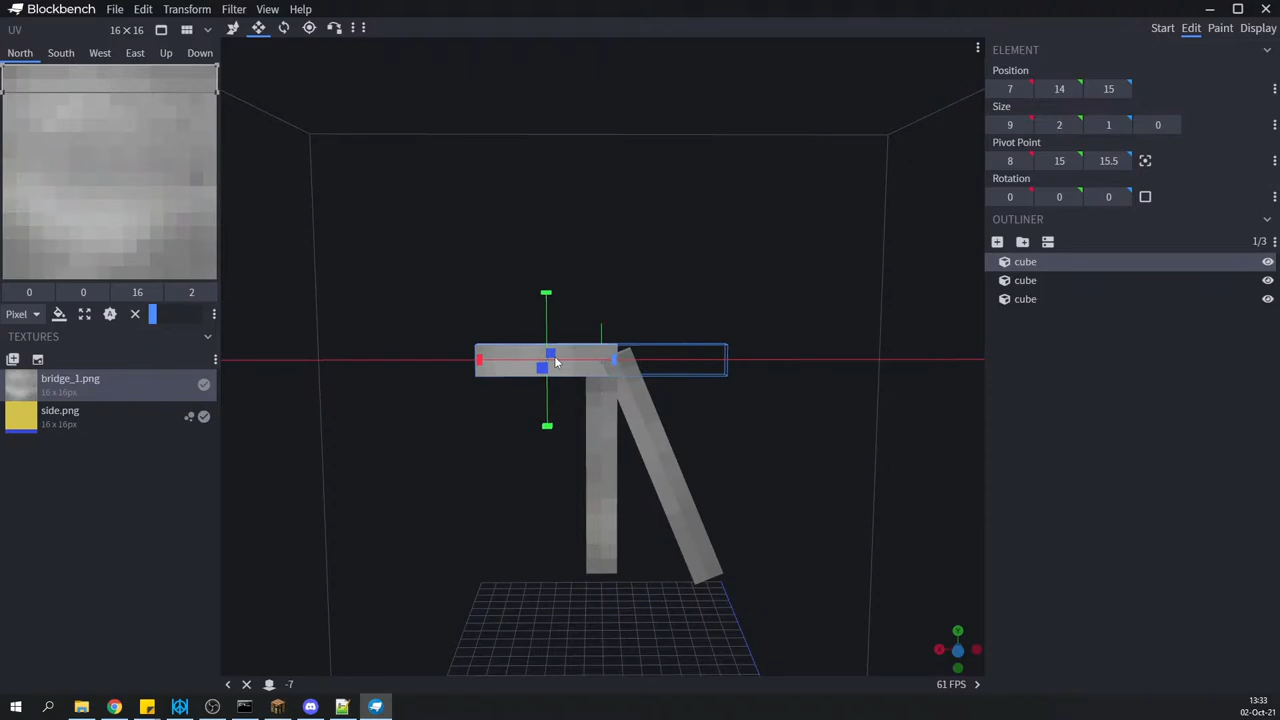 Blockbench File Edit Transform Filter View Help
UV 16×16
Start Edit Paint Display
North South West East Up Down
ELEMENT
Position
7 14 15
Size
9 2 1 0
Pivot Point
8 15 15.5
Rotation
0 0 0
OUTLINER
1/3
cube
cube
cube
0 0 16 2
Pixel
TEXTURES
bridge_1.png
16 x 16px
side.png
16 x 16px
-7
61 FPS
13:33
02-Oct-21